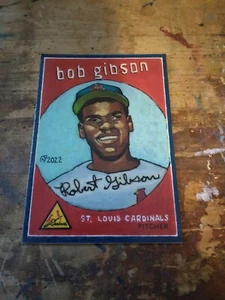 bob gibson
2022
Robert Gibson
ST. LOUIS CARDINALS
PITCHER